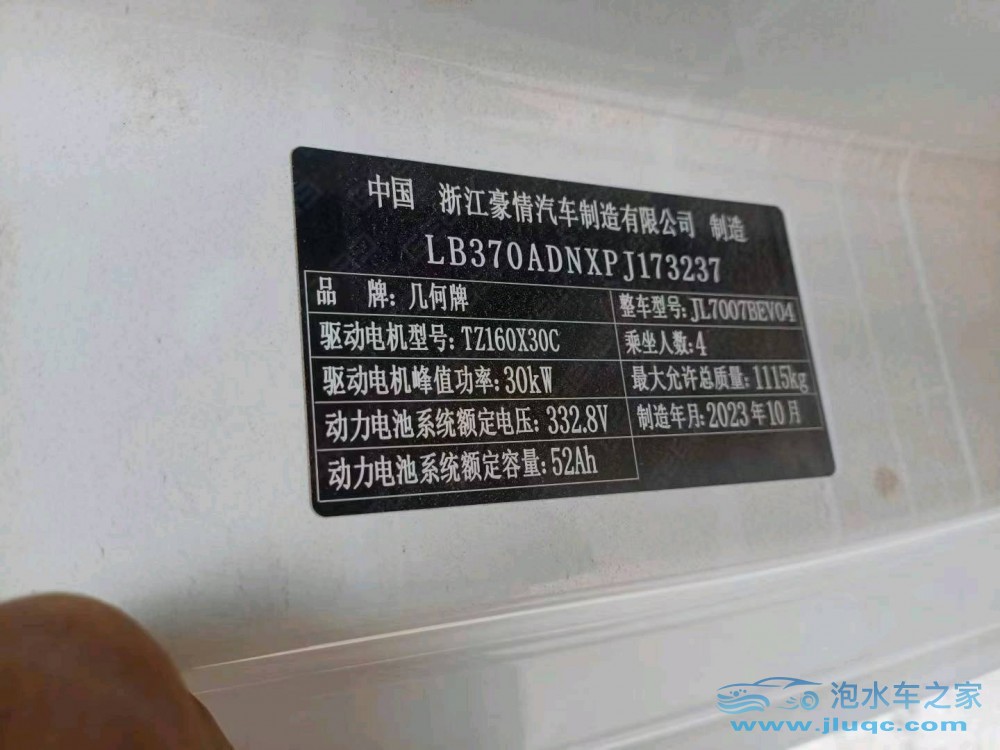 中国 浙江豪情汽车制造有限公司 制造
LB370ADNXPJ173237
品 牌: 几何牌 整车型号: JL7007BEV04
驱动电机型号: TZ160X30C 乘坐人数: 4
驱动电机峰值功率: 30kW 最大允许总质量: 1115kg
动力电池系统额定电压: 332.8V 制造年月: 2023年10月
动力电池系统额定容量: 52Ah
泡水车之家
www.jluqc.com